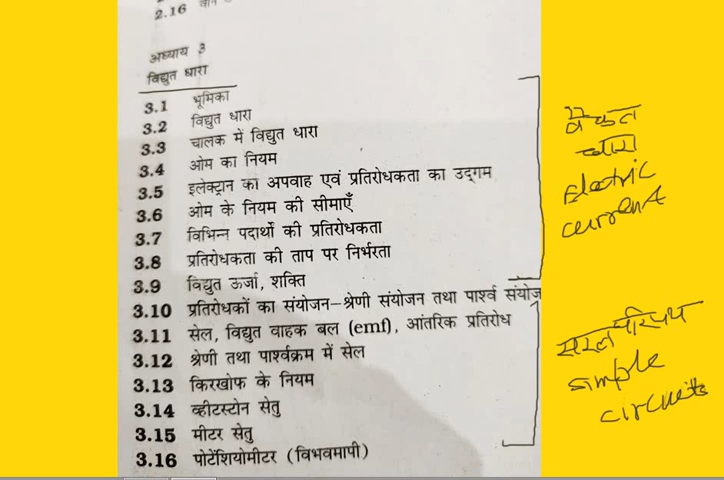 2.16
अध्याय 3
विद्युत धारा
3.1 भूमिका
3.2 विद्युत धारा
3.3 चालक में विद्युत धारा
3.4 ओम का नियम
3.5 इलेक्ट्रान का अपवाह एवं प्रतिरोधकता का उद्गम
3.6 ओम के नियम की सीमाएँ
3.7 विभिन्न पदार्थों की प्रतिरोधकता
3.8 प्रतिरोधकता की ताप पर निर्भरता
3.9 विद्युत ऊर्जा, शक्ति
3.10 प्रतिरोधकों का संयोजन-श्रेणी संयोजन तथा पार्श्व संयोज
3.11 सेल, विद्युत वाहक बल (emf), आंतरिक प्रतिरोध
3.12 श्रेणी तथा पार्श्वक्रम में सेल
3.13 किरखोफ के नियम
3.14 व्हीटस्टोन सेतु
3.15 मीटर सेतु
3.16 पोटेंशियोमीटर (विभवमापी)
धारा
Electric
current
सरल परिपथ
simple
circuits